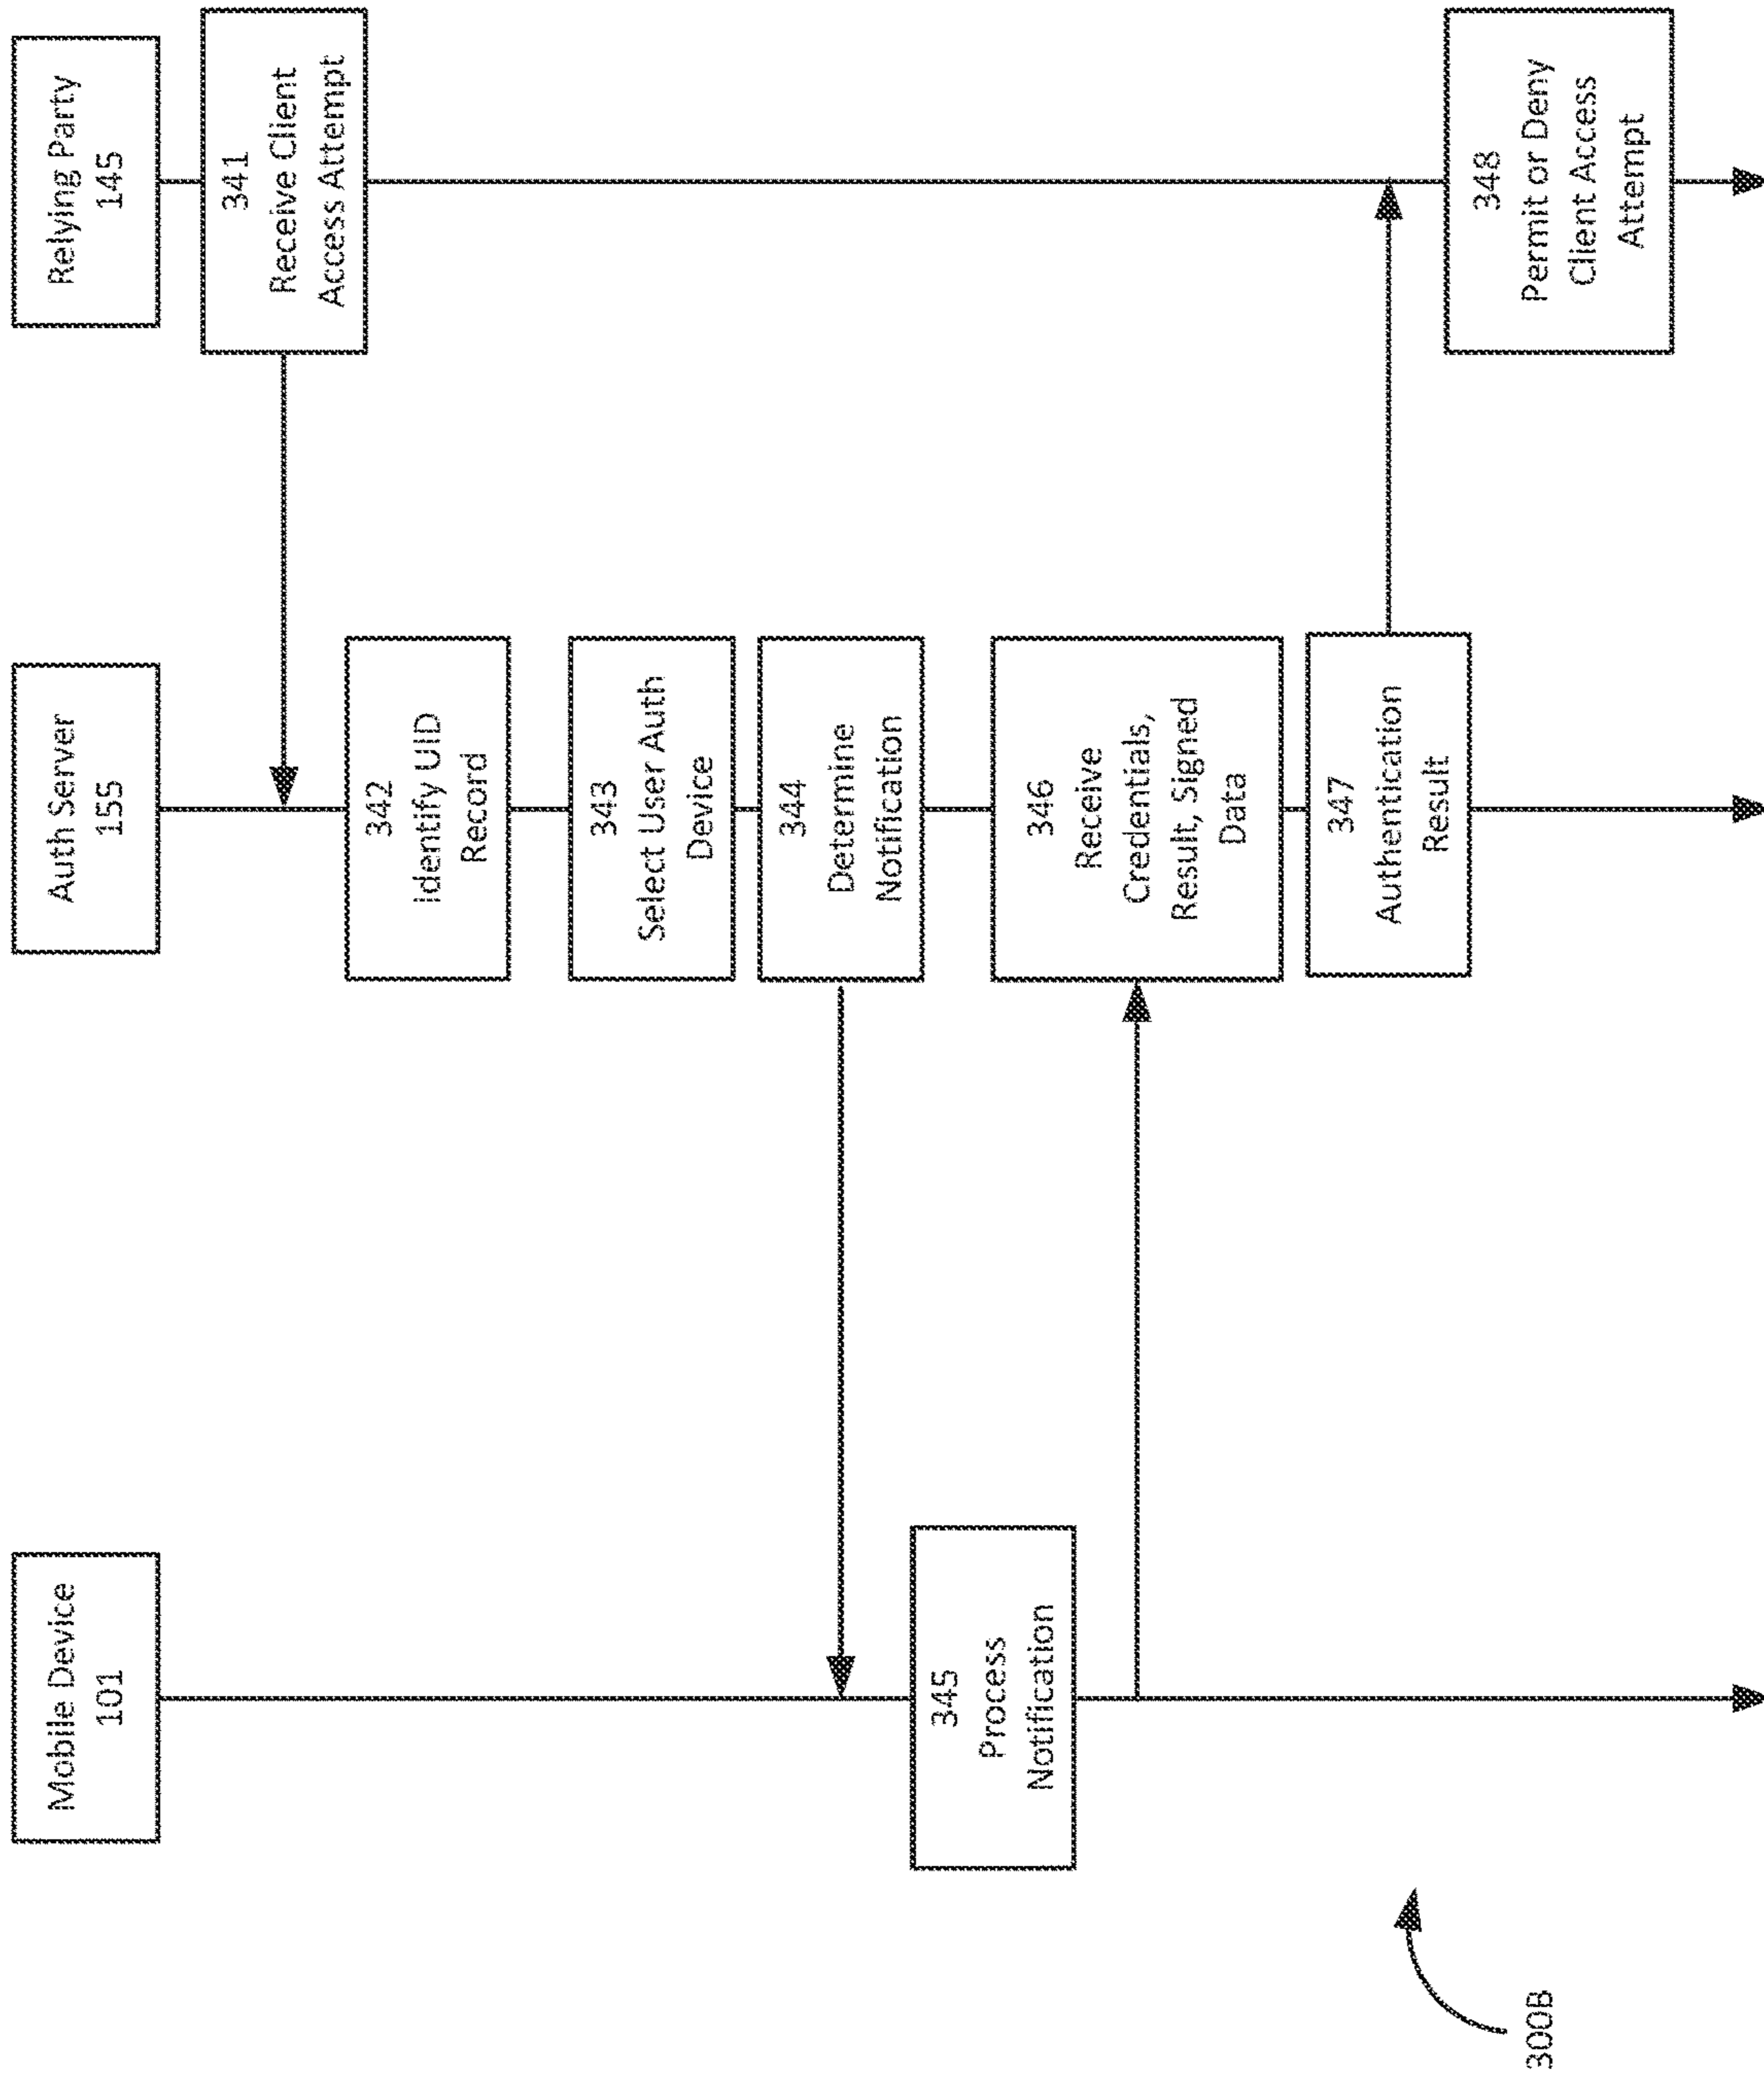 Mobile Device
101
Auth Server
155
Relying Party
145
341
Receive Client
Access Attempt
342
Identify UID
Record
343
Select User Auth
Device
344
Determine
Notification
345
Process
Notification
346
Receive
Credentials,
Result, Signed
Data
347
Authentication
Result
348
Permit or Deny
Client Access
Attempt
300B